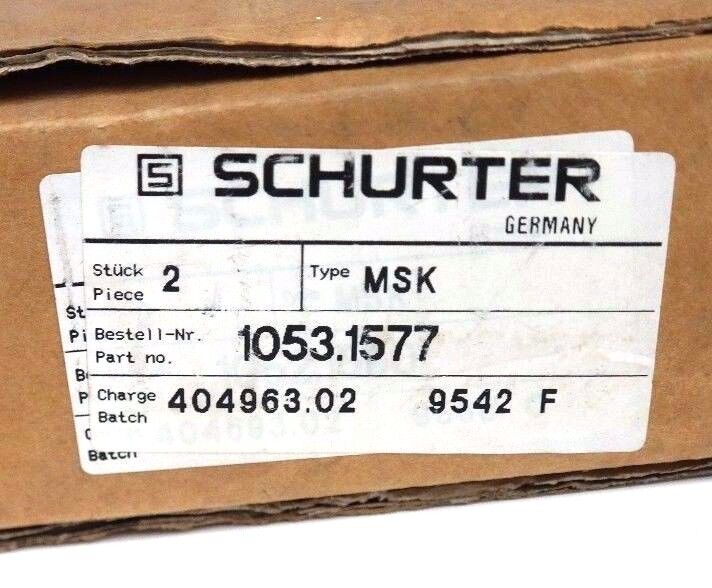 S SCHURTER
GERMANY
Stück 2 Type MSK
Piece
Bestell-Nr. 1053.1577
Part no.
Charge 404963.02 9542 F
Batch
Batch